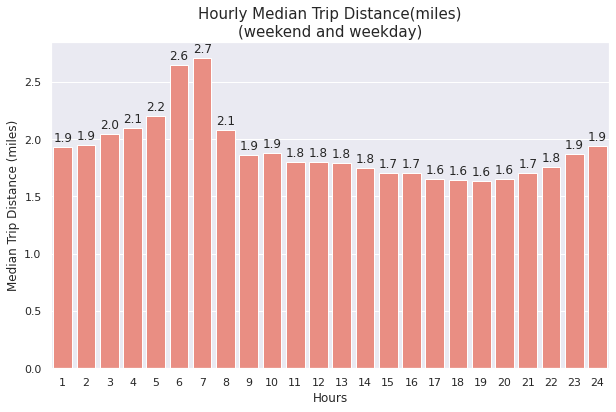 Hourly Median Trip Distance(miles)
(weekend and weekday)
Median Trip Distance (miles)
2.5
2.0
1.5
1.0
0.5
0.0
1.9 1.9 2.0 2.1 2.2 2.6 2.7 2.1 1.9 1.9 1.8 1.8 1.8 1.8 1.7 1.7 1.6 1.6 1.6 1.6 1.7 1.8 1.9 1.9
1 2 3 4 5 6 7 8 9 10 11 12 13 14 15 16 17 18 19 20 21 22 23 24
Hours